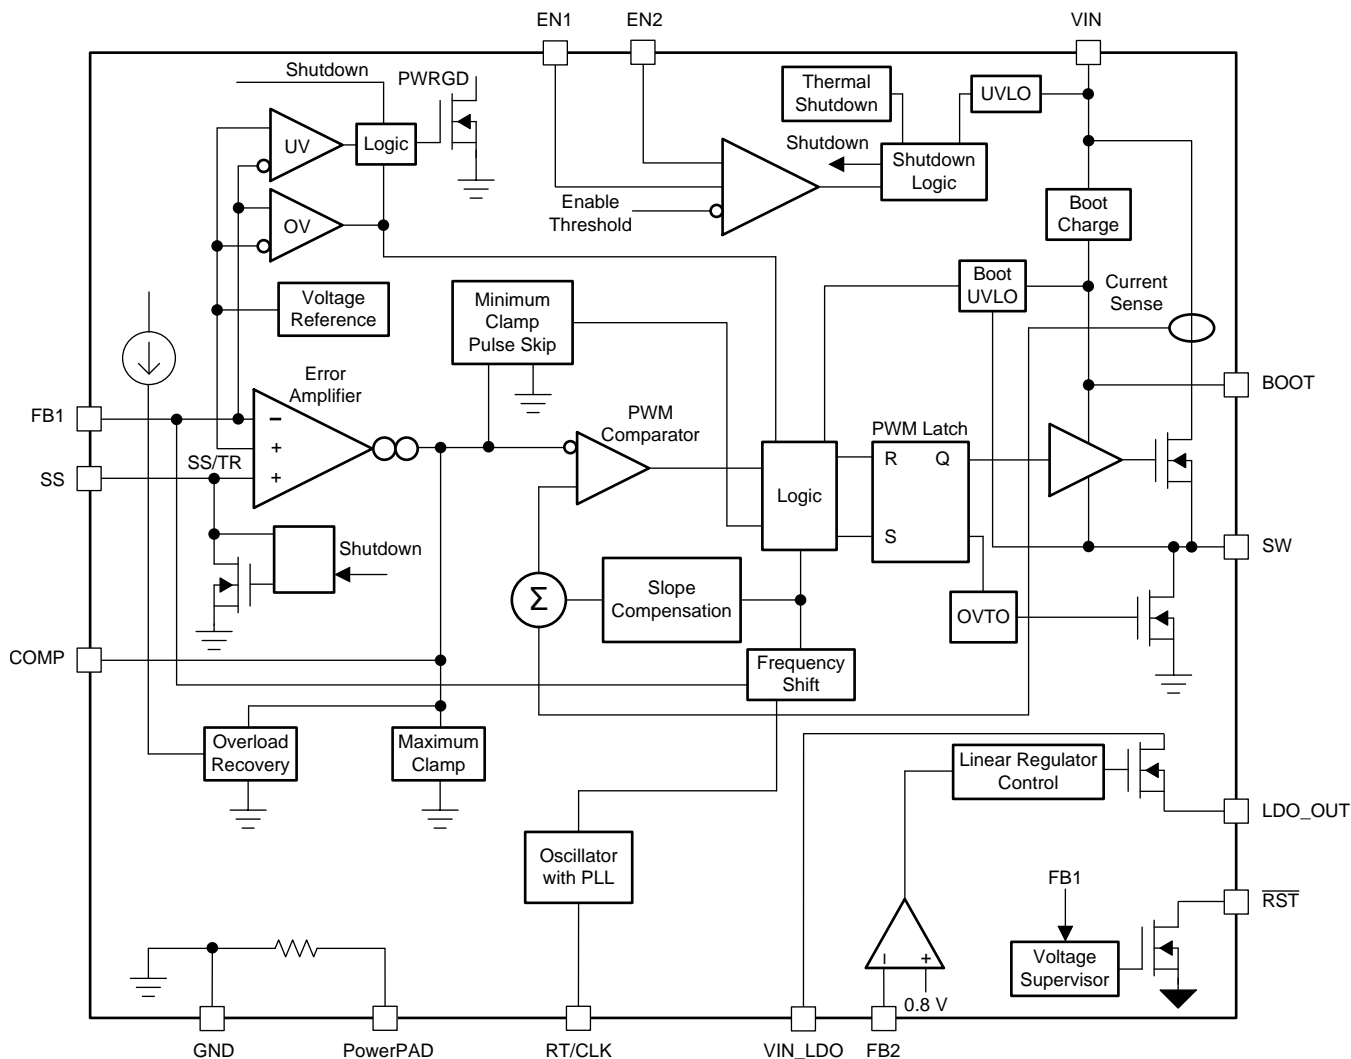 EN1
EN2
VIN
Shutdown
PWRGD
Thermal
Shutdown
UVLO
UV
Logic
Shutdown
Shutdown
Logic
Enable
Threshold
OV
Boot
Charge
Voltage
Reference
Minimum
Clamp
Pulse Skip
Boot
UVLO
Current
Sense
Error
Amplifier
BOOT
FB1
−
+
+
PWM
Comparator
PWM Latch
SS/TR
SS
R
Q
Logic
S
SW
Shutdown
Σ
Slope
Compensation
OVTO
COMP
Frequency
Shift
Overload
Recovery
Maximum
Clamp
Linear Regulator
Control
LDO_OUT
Oscillator
with PLL
FB1
RST
−
+
Voltage
Supervisor
0.8 V
GND
PowerPAD
RT/CLK
VIN_LDO
FB2